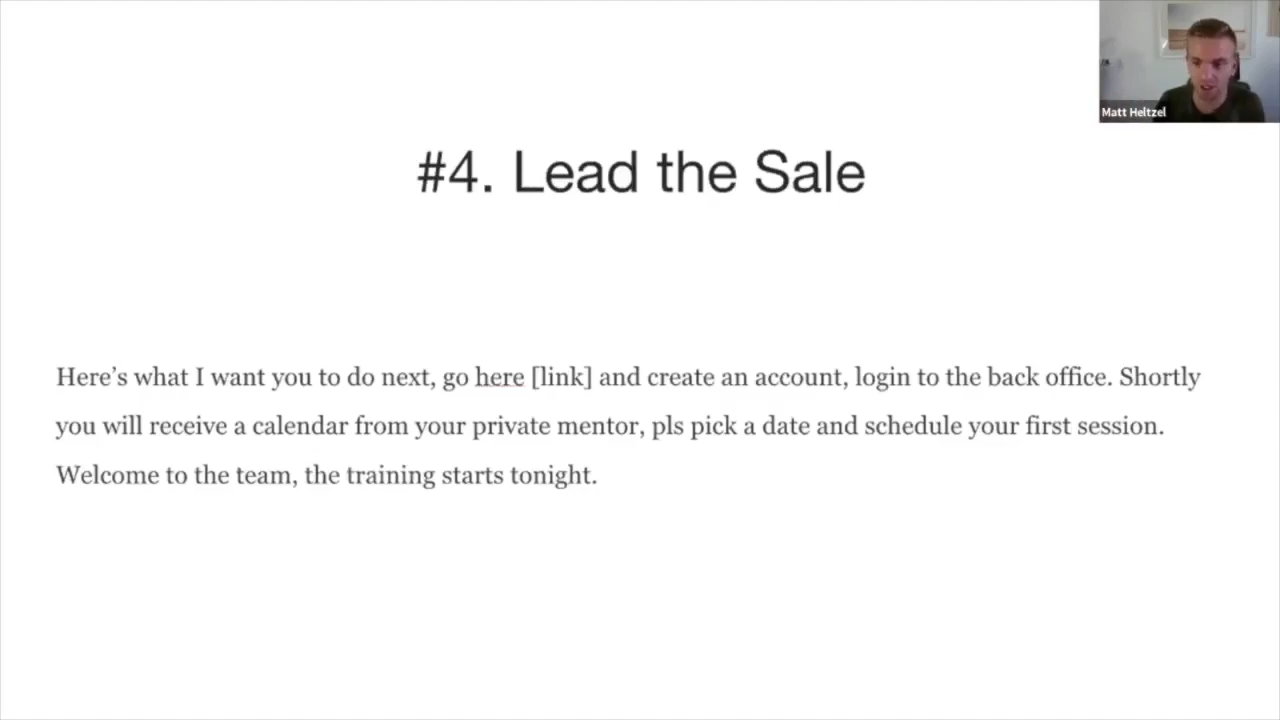 Matt Heltzel
#4. Lead the Sale
Here’s what I want you to do next, go here [link] and create an account, login to the back office. Shortly
you will receive a calendar from your private mentor, pls pick a date and schedule your first session.
Welcome to the team, the training starts tonight.